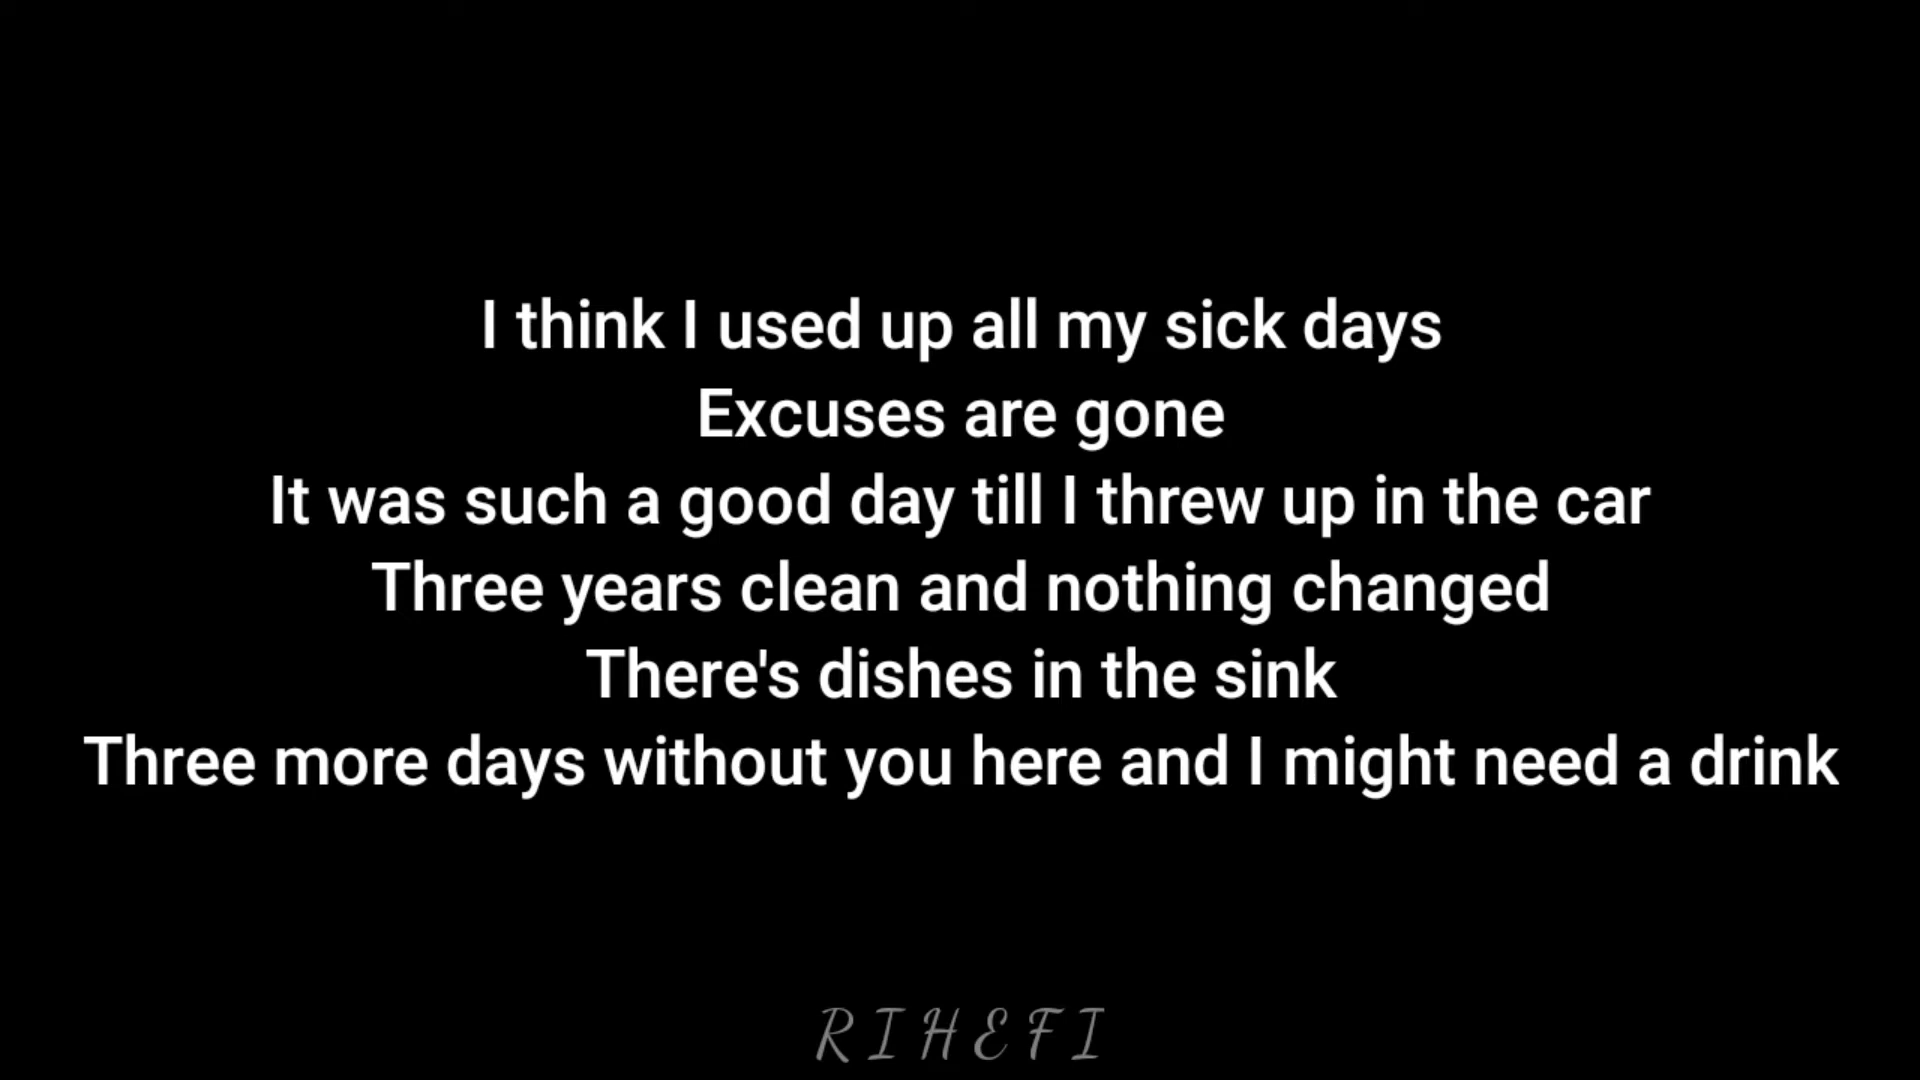 I think I used up all my sick days
Excuses are gone
It was such a good day till I threw up in the car
Three years clean and nothing changed
There's dishes in the sink
Three more days without you here and I might need a drink
RIHEFI